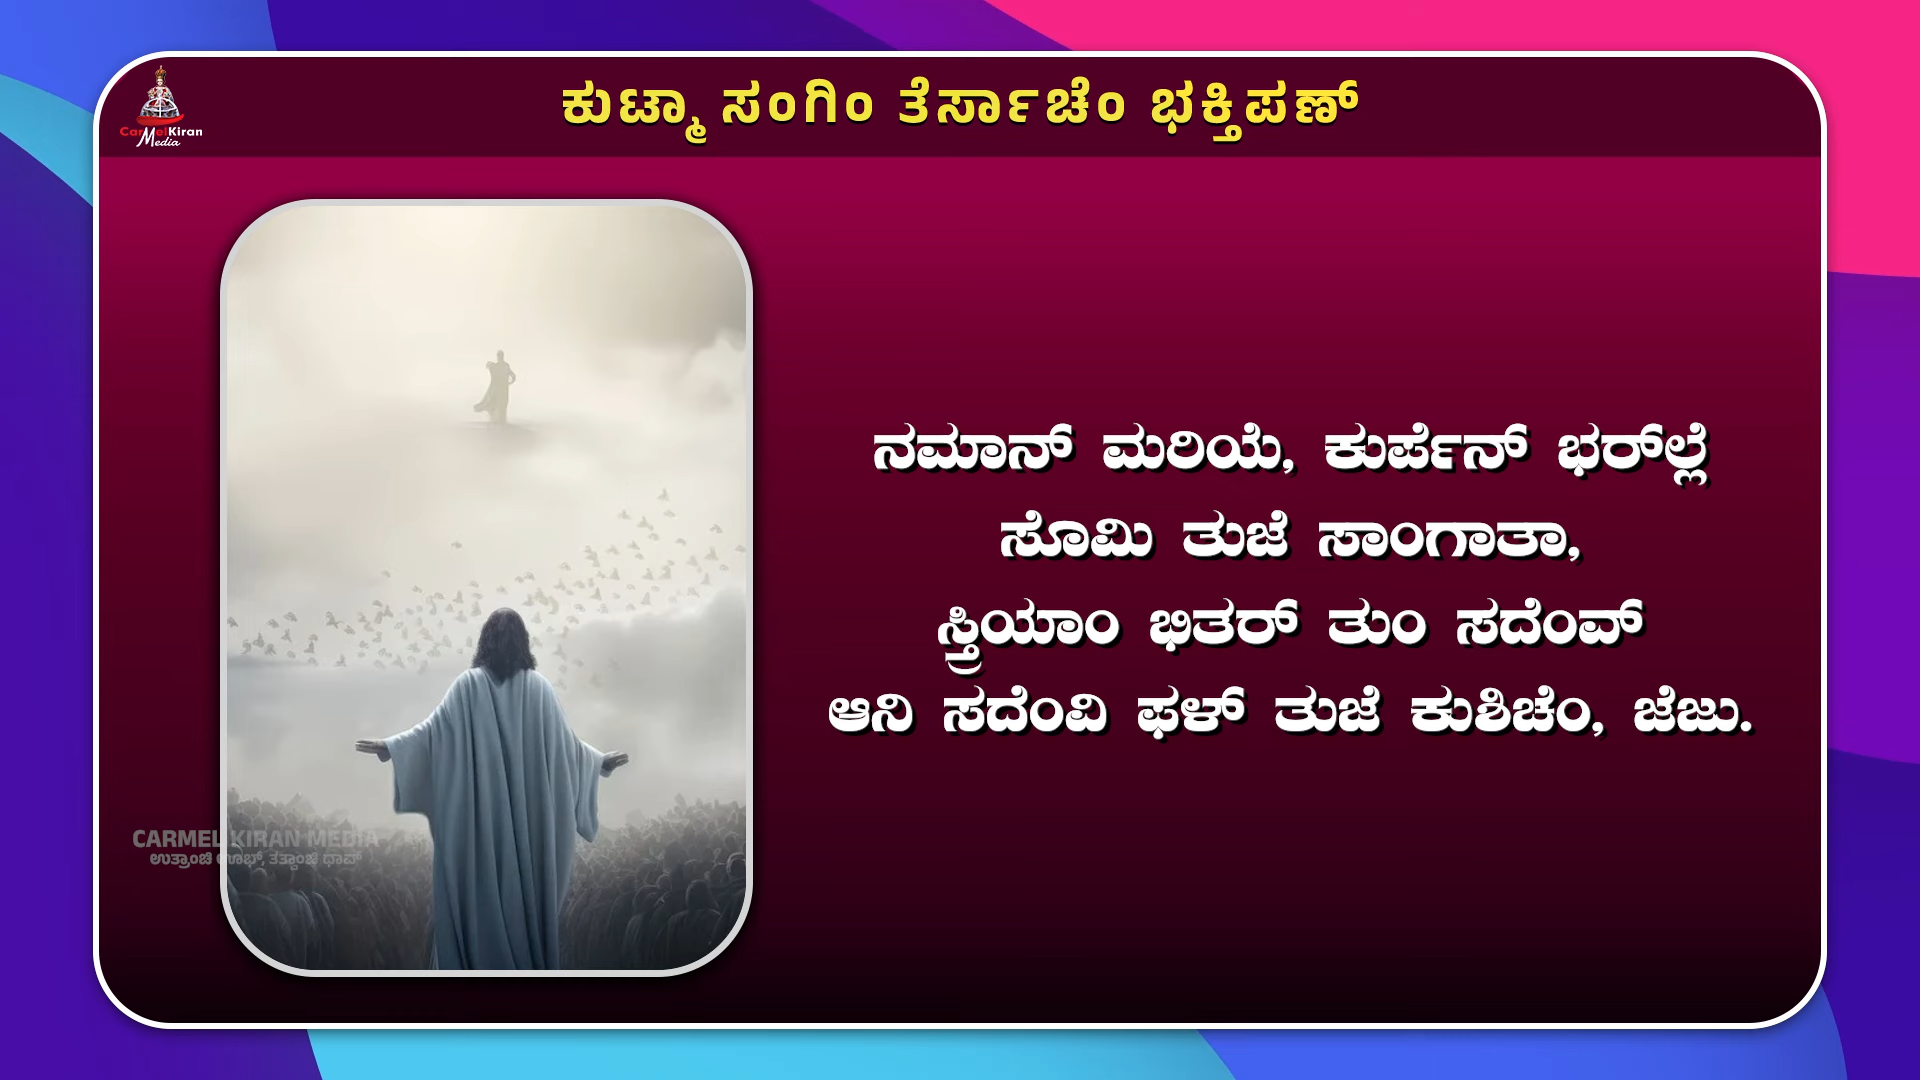 ಕುಟ್ಮಾ ಸಂಗಿಂ ತೆರ್ಸಾಚೆಂ ಭಕ್ತಿಪಣ್
CarmelKiran
Media
ನಮಾನ್ ಮರಿಯೆ, ಕುರ್ಪೆನ್ ಭರ್‌ಲ್ಲೆ
ಸೊಮಿ ತುಜೆ ಸಾಂಗಾತಾ,
ಸ್ತ್ರಿಯಾಂ ಭಿತರ್ ತುಂ ಸದೆಂವ್
ಆನಿ ಸದೆಂವಿ ಫಳ್ ತುಜೆ ಕುಶಿಚೆಂ, ಜೆಜು.
CARMEL KIRAN MEDIA